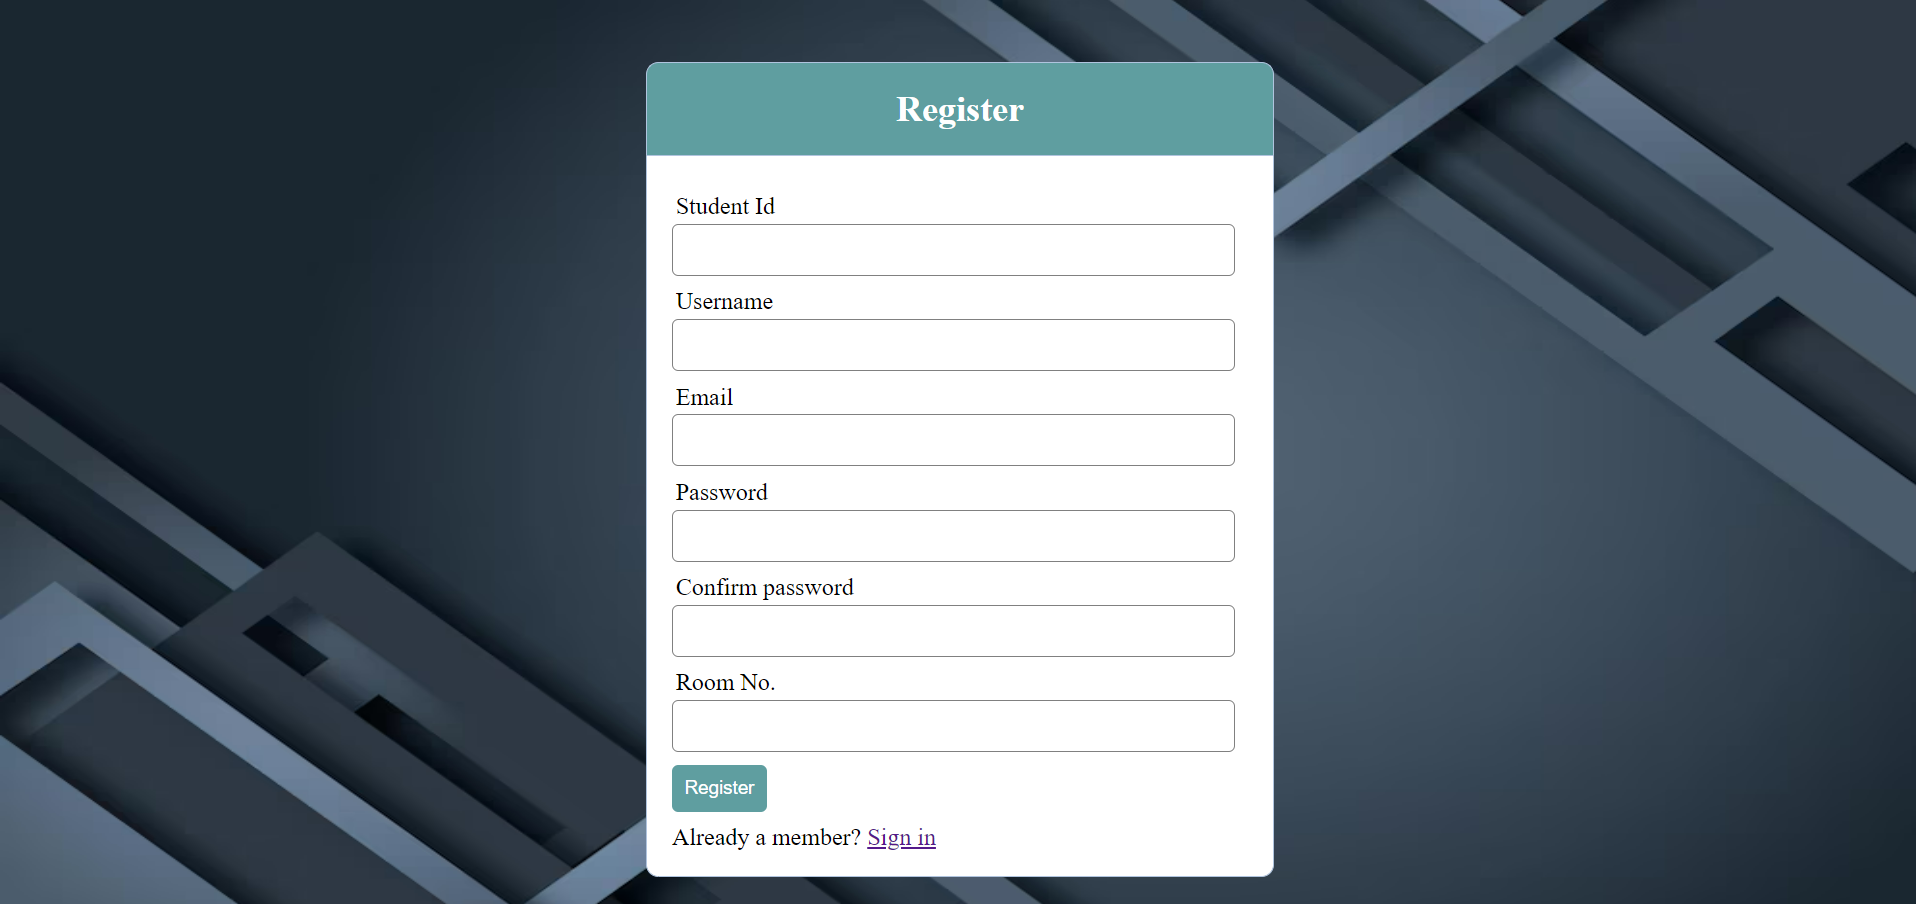 Register
Student Id
Username
Email
Password
Confirm password
Room No.
Register
Already a member? Sign in